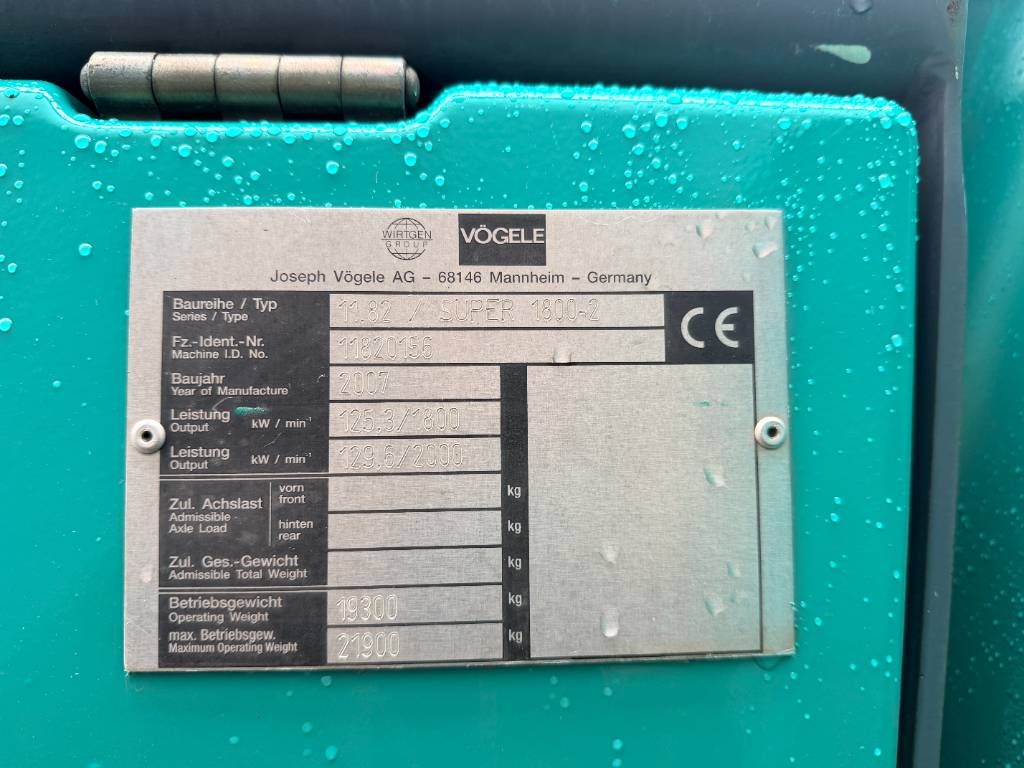 WIRTGEN GROUP VÖGELE
Joseph Vögele AG – 68146 Mannheim – Germany
Baureihe / Typ 11.82 / SUPER 1800-2
Series / Type
Fz.-Ident.-Nr. 11820156
Machine I.D. No.
CE
Baujahr 2007
Year of Manufacture
Leistung kW / min⁻¹ 125.3/1800
Output
Leistung kW / min⁻¹ 129.6/2000
Output
Zul. Achslast vorn kg
Admissible front
Axle Load hinten kg
rear
Zul. Ges.-Gewicht kg
Admissible Total Weight
Betriebsgewicht 19300 kg
Operating Weight
max. Betriebsgew. 21900 kg
Maximum Operating Weight